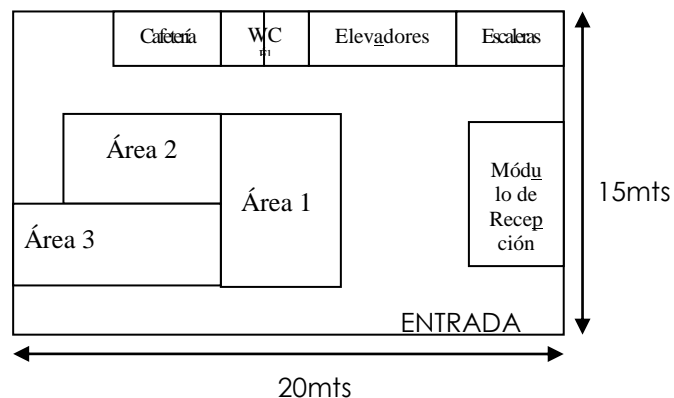 Cafetería
WC
Elevadores
Escaleras
Área 2
Área 1
Área 3
Módu
lo de
Recep
ción
15mts
ENTRADA
20mts